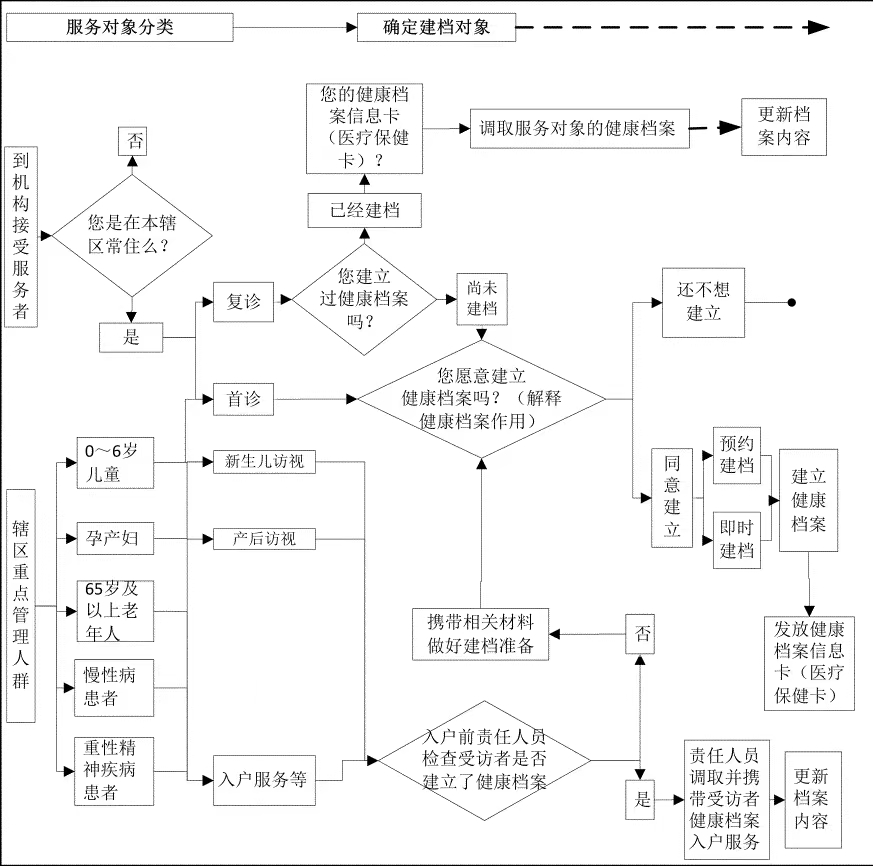 服务对象分类
确定建档对象
到机构接受服务者
否
您是在本辖
区常住么？
是
复诊
首诊
您建立
过健康档案
吗？
已经建档
您的健康档
案信息卡
（医疗保健
卡）？
调取服务对象的健康档案
更新档
案内容
尚未
建档
您愿意建立
健康档案吗？（解释
健康档案作用）
还不想
建立
同意建立
预约
建档
即时
建档
建立
健康
档案
发放健康
档案信息
卡（医疗
保健卡）
辖区重点管理人群
0～6岁
儿童
孕产妇
65岁及
以上老
年人
慢性病
患者
重性精
神疾病
患者
新生儿访视
产后访视
入户服务等
入户前责任人员
检查受访者是否
建立了健康档案
携带相关材料
做好建档准备
否
是
责任人员
调取并携
带受访者
健康档案
入户服务
更新
档案
内容